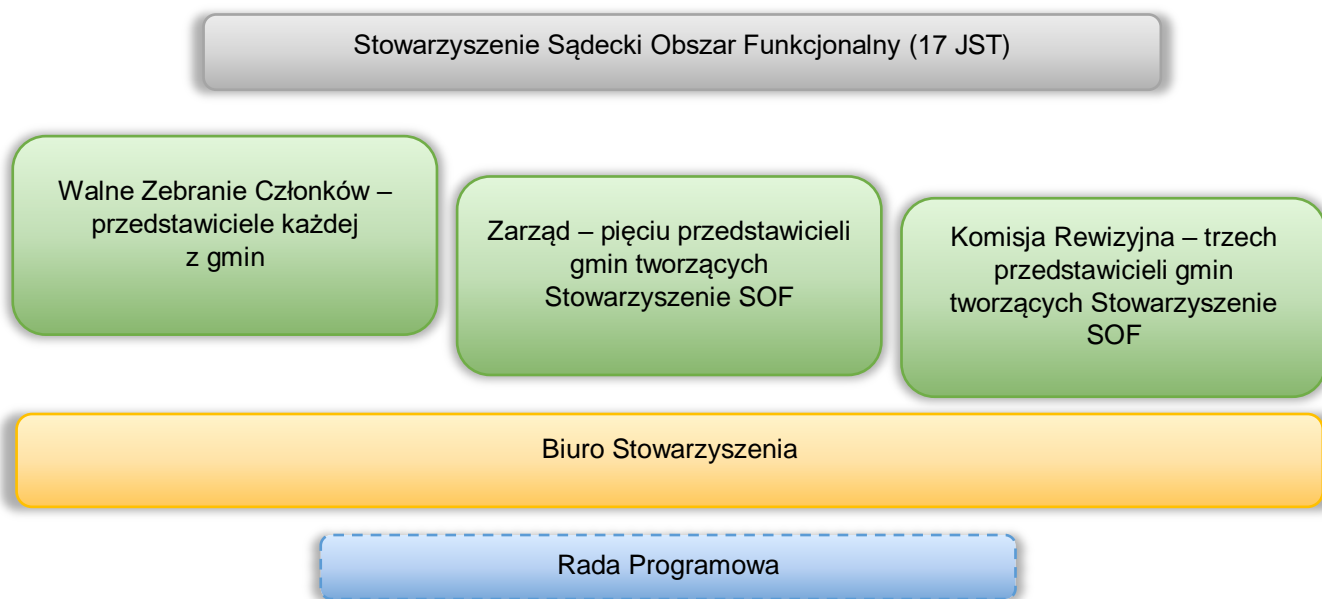 Stowarzyszenie Sądecki Obszar Funkcjonalny (17 JST)
Walne Zebranie Członków –
przedstawiciele każdej
z gmin
Zarząd – pięciu przedstawicieli
gmin tworzących
Stowarzyszenie SOF
Komisja Rewizyjna – trzech
przedstawicieli gmin
tworzących Stowarzyszenie
SOF
Biuro Stowarzyszenia
Rada Programowa